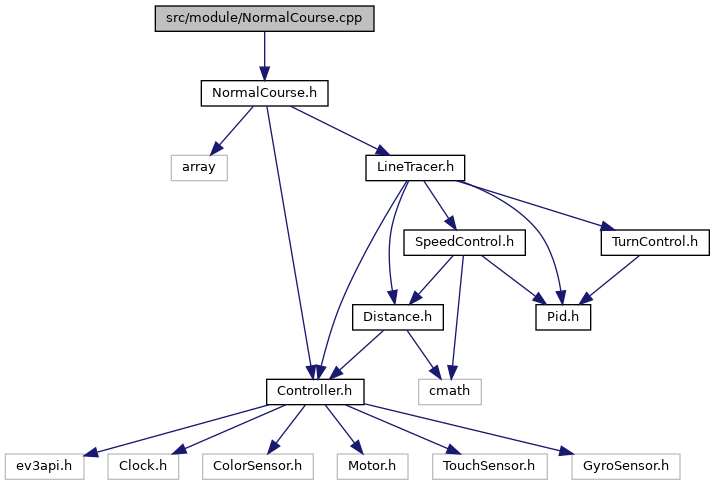 src/module/NormalCourse.cpp
NormalCourse.h
array
LineTracer.h
SpeedControl.h
TurnControl.h
Distance.h
Pid.h
Controller.h
cmath
ev3api.h
Clock.h
ColorSensor.h
Motor.h
TouchSensor.h
GyroSensor.h